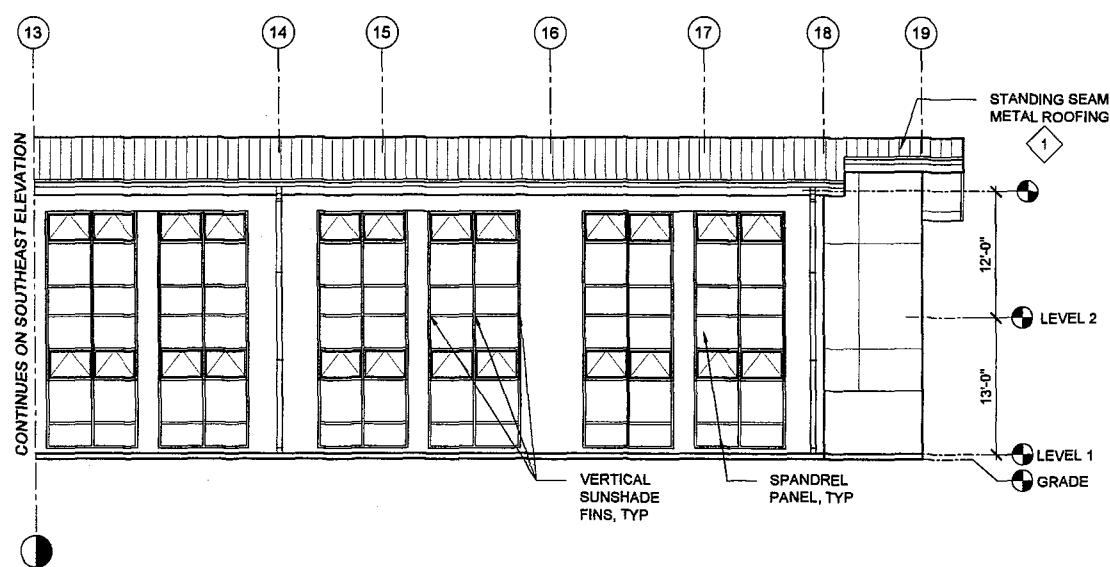 13 14 15 16 17 18 19
STANDING SEAM
METAL ROOFING
1
CONTINUES ON SOUTHEAST ELEVATION
12'-0"
LEVEL 2
13'-0"
LEVEL 1
GRADE
VERTICAL
SUNSHADE
FINS, TYP
SPANDREL
PANEL, TYP